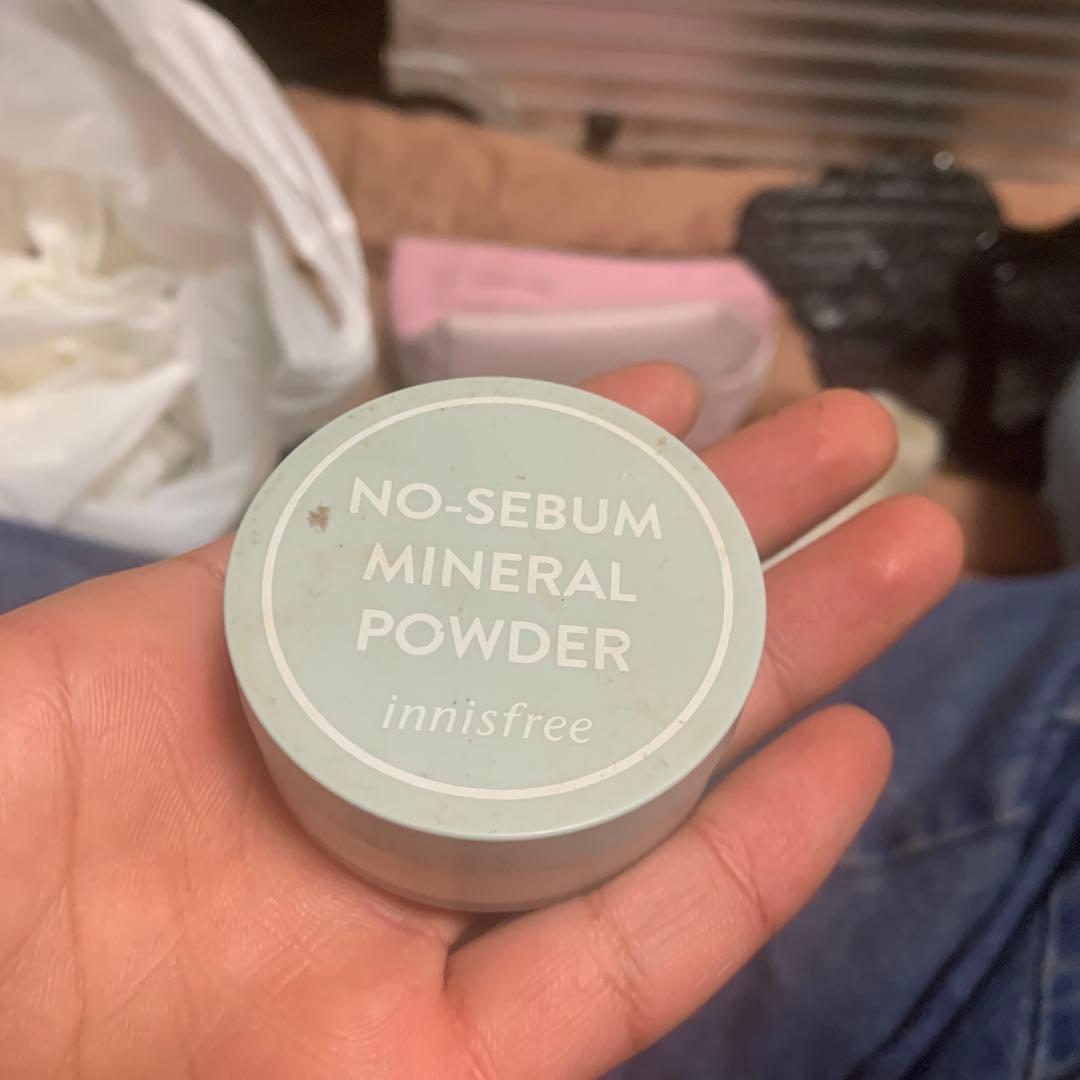 NO-SEBUM
MINERAL
POWDER
innisfree